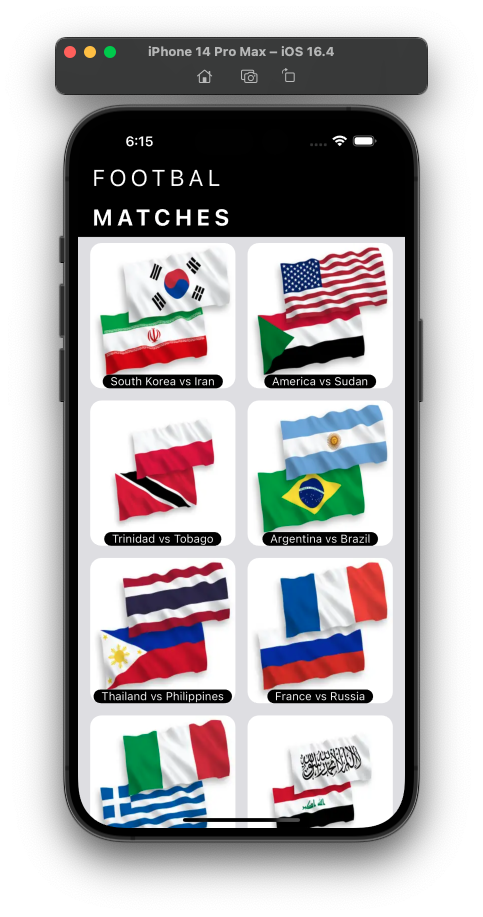 iPhone 14 Pro Max – iOS 16.4
6:15
FOOTBAL
MATCHES
South Korea vs Iran
America vs Sudan
Trinidad vs Tobago
Argentina vs Brazil
Thailand vs Philippines
France vs Russia